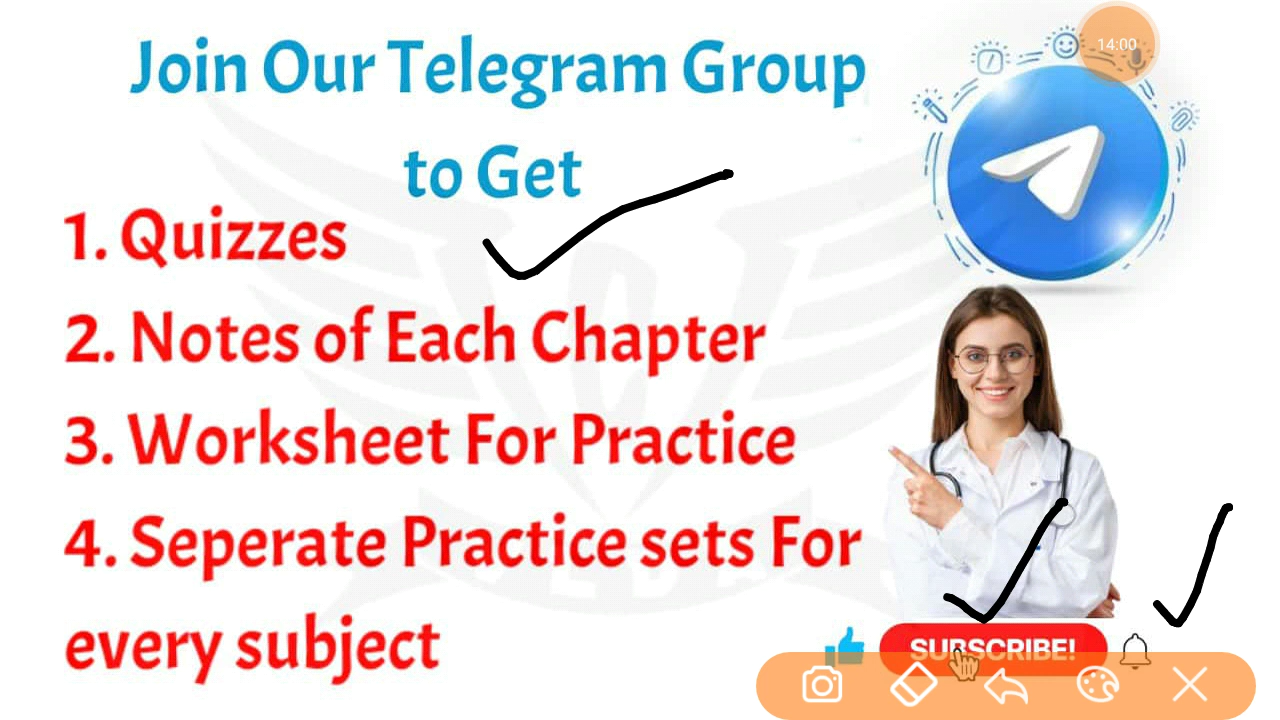 Join Our Telegram Group
14:00
to Get
1. Quizzes
2. Notes of Each Chapter
3. Worksheet For Practice
4. Seperate Practice sets For
every subject
SUBSCRIBE!